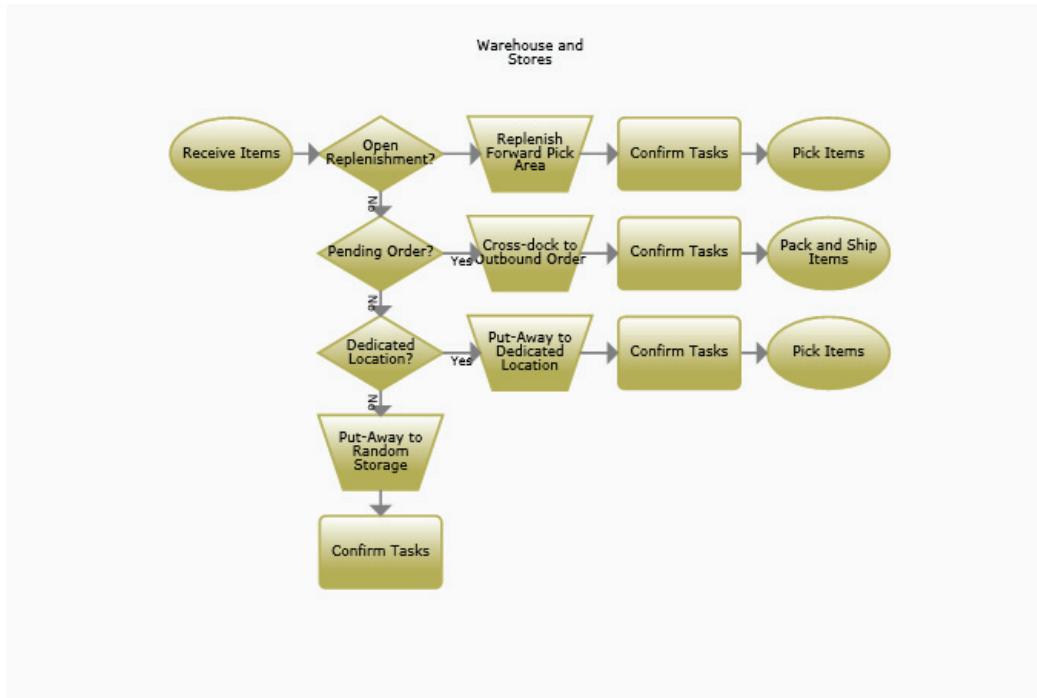 Warehouse and
Stores
Receive Items
Open
Replenishment?
Replenish
Forward Pick
Area
Confirm Tasks
Pick Items
No
Pending Order?
Yes
Cross-dock to
Outbound Order
Confirm Tasks
Pack and Ship
Items
No
Dedicated
Location?
Yes
Put-Away to
Dedicated
Location
Confirm Tasks
Pick Items
No
Put-Away to
Random
Storage
Confirm Tasks